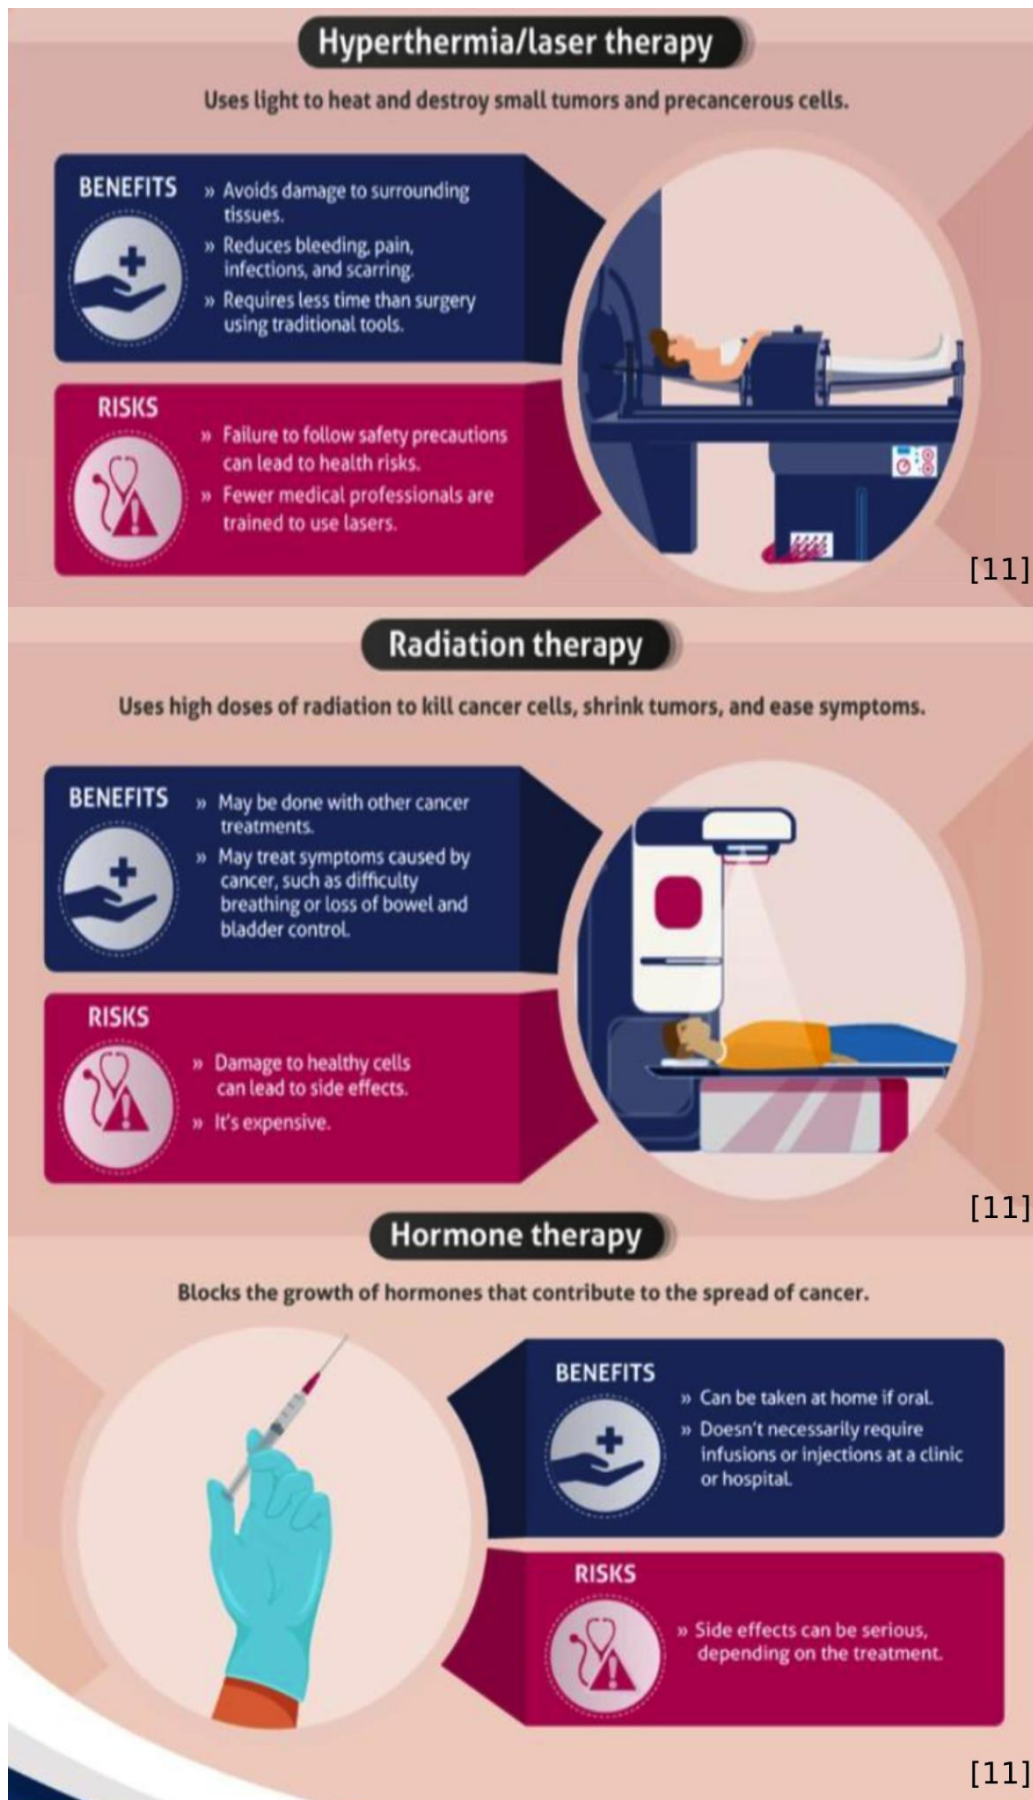 Hyperthermia/laser therapy
Uses light to heat and destroy small tumors and precancerous cells.
BENEFITS
» Avoids damage to surrounding
tissues.
» Reduces bleeding, pain,
infections, and scarring.
» Requires less time than surgery
using traditional tools.
RISKS
» Failure to follow safety precautions
can lead to health risks.
» Fewer medical professionals are
trained to use lasers.
[11]
Radiation therapy
Uses high doses of radiation to kill cancer cells, shrink tumors, and ease symptoms.
BENEFITS
» May be done with other cancer
treatments.
» May treat symptoms caused by
cancer, such as difficulty
breathing or loss of bowel and
bladder control.
RISKS
» Damage to healthy cells
can lead to side effects.
» It's expensive.
[11]
Hormone therapy
Blocks the growth of hormones that contribute to the spread of cancer.
BENEFITS
» Can be taken at home if oral.
» Doesn't necessarily require
infusions or injections at a clinic
or hospital.
RISKS
» Side effects can be serious,
depending on the treatment.
[11]